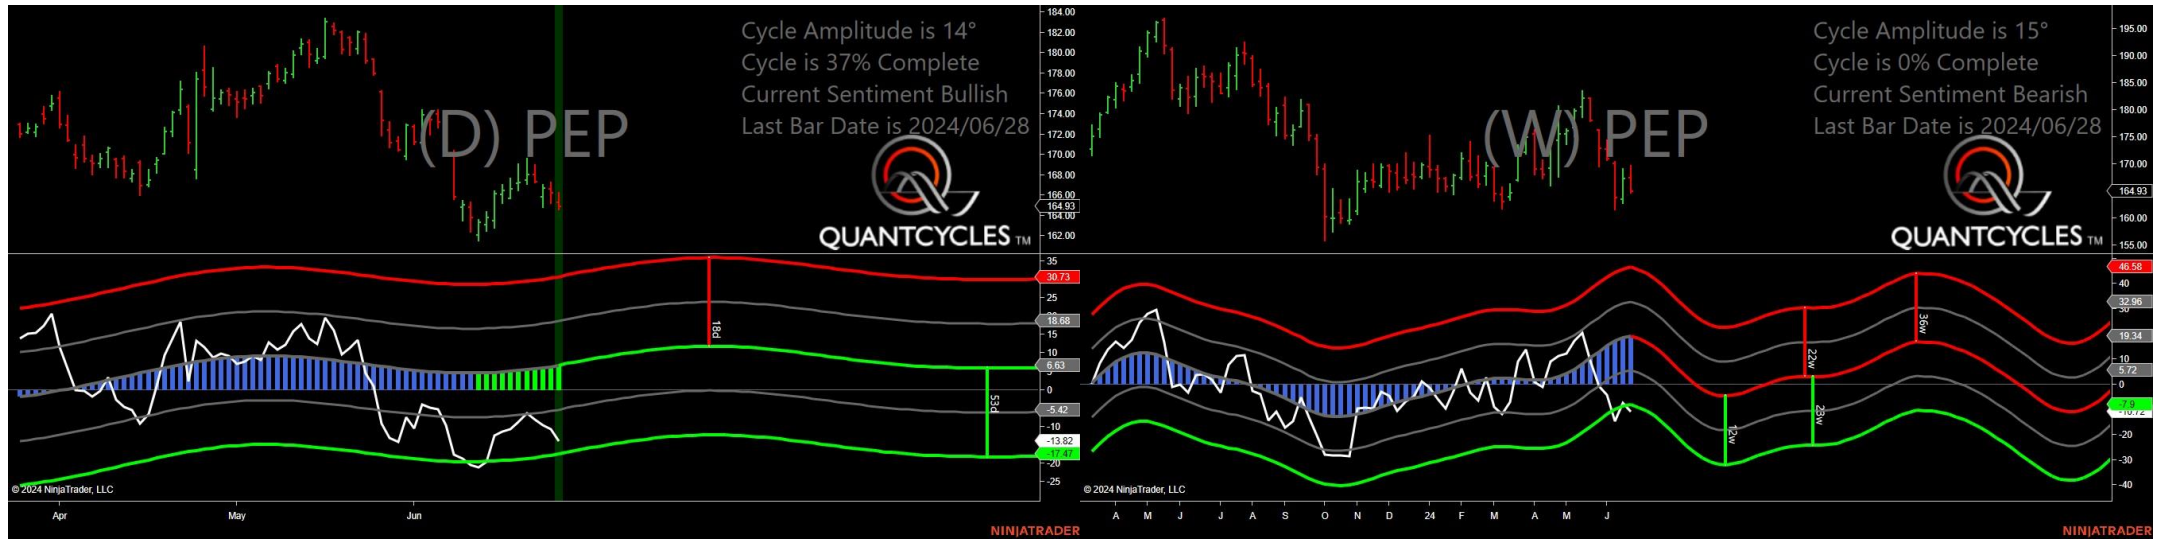 Cycle Amplitude is 14°
Cycle is 37% Complete
Current Sentiment Bullish
Last Bar Date is 2024/06/28
(D) PEP
QUANTCYCLES TM
184.00
182.00
180.00
178.00
176.00
174.00
172.00
170.00
168.00
166.00
164.93
164.00
162.00
35
30.73
25
18.68
15
10
6.63
0
-5.42
-10
-13.82
-17.47
-20
-25
18d
53d
© 2024 NinjaTrader, LLC
Apr May Jun
NINJATRADER
Cycle Amplitude is 15°
Cycle is 0% Complete
Current Sentiment Bearish
Last Bar Date is 2024/06/28
(W) PEP
QUANTCYCLES TM
195.00
190.00
185.00
180.00
175.00
170.00
164.93
160.00
155.00
46.58
40
32.96
30
19.34
10
5.72
0
-7.9
-20
-30
-40
12w
22w
23w
36w
© 2024 NinjaTrader, LLC
A M J J A S O N D 24 F M A M J
NINJATRADER